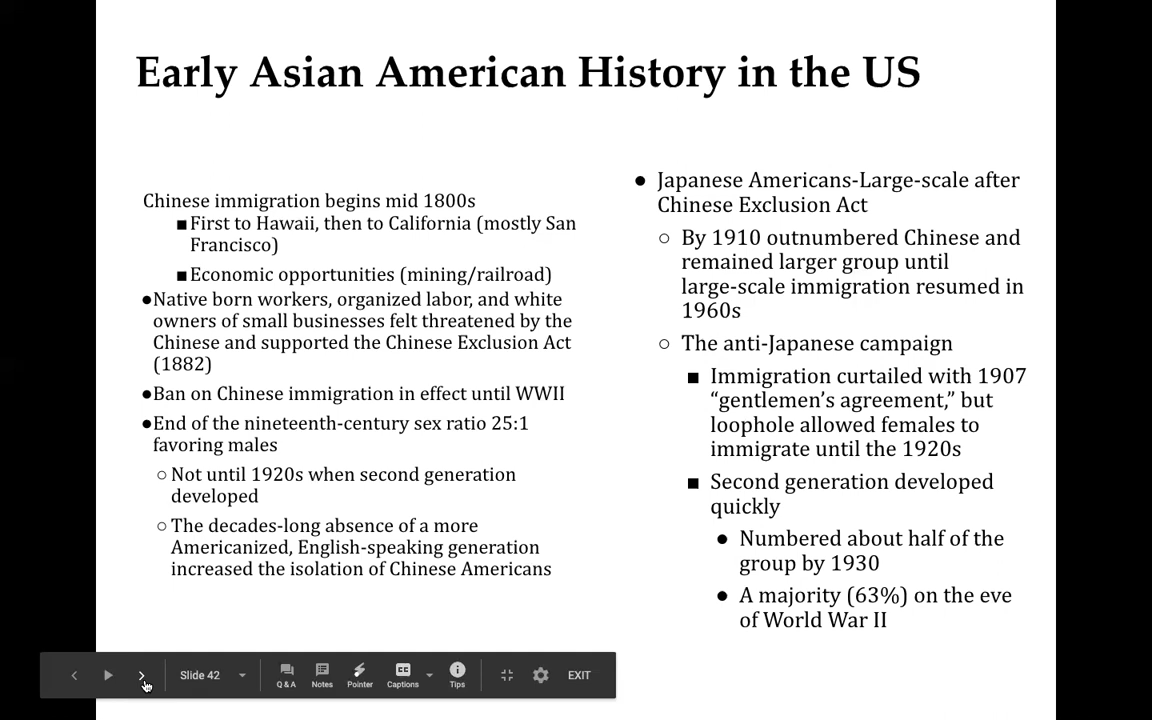 Early Asian American History in the US
Chinese immigration begins mid 1800s
■First to Hawaii, then to California (mostly San
Francisco)
■Economic opportunities (mining/railroad)
●Native born workers, organized labor, and white
owners of small businesses felt threatened by the
Chinese and supported the Chinese Exclusion Act
(1882)
●Ban on Chinese immigration in effect until WWII
●End of the nineteenth-century sex ratio 25:1
favoring males
○Not until 1920s when second generation
developed
○The decades-long absence of a more
Americanized, English-speaking generation
increased the isolation of Chinese Americans
● Japanese Americans-Large-scale after
Chinese Exclusion Act
○ By 1910 outnumbered Chinese and
remained larger group until
large-scale immigration resumed in
1960s
○ The anti-Japanese campaign
■ Immigration curtailed with 1907
“gentlemen’s agreement,” but
loophole allowed females to
immigrate until the 1920s
■ Second generation developed
quickly
● Numbered about half of the
group by 1930
● A majority (63%) on the eve
of World War II
Slide 42
Q & A
Notes
Pointer
CC
Captions
Tips
EXIT